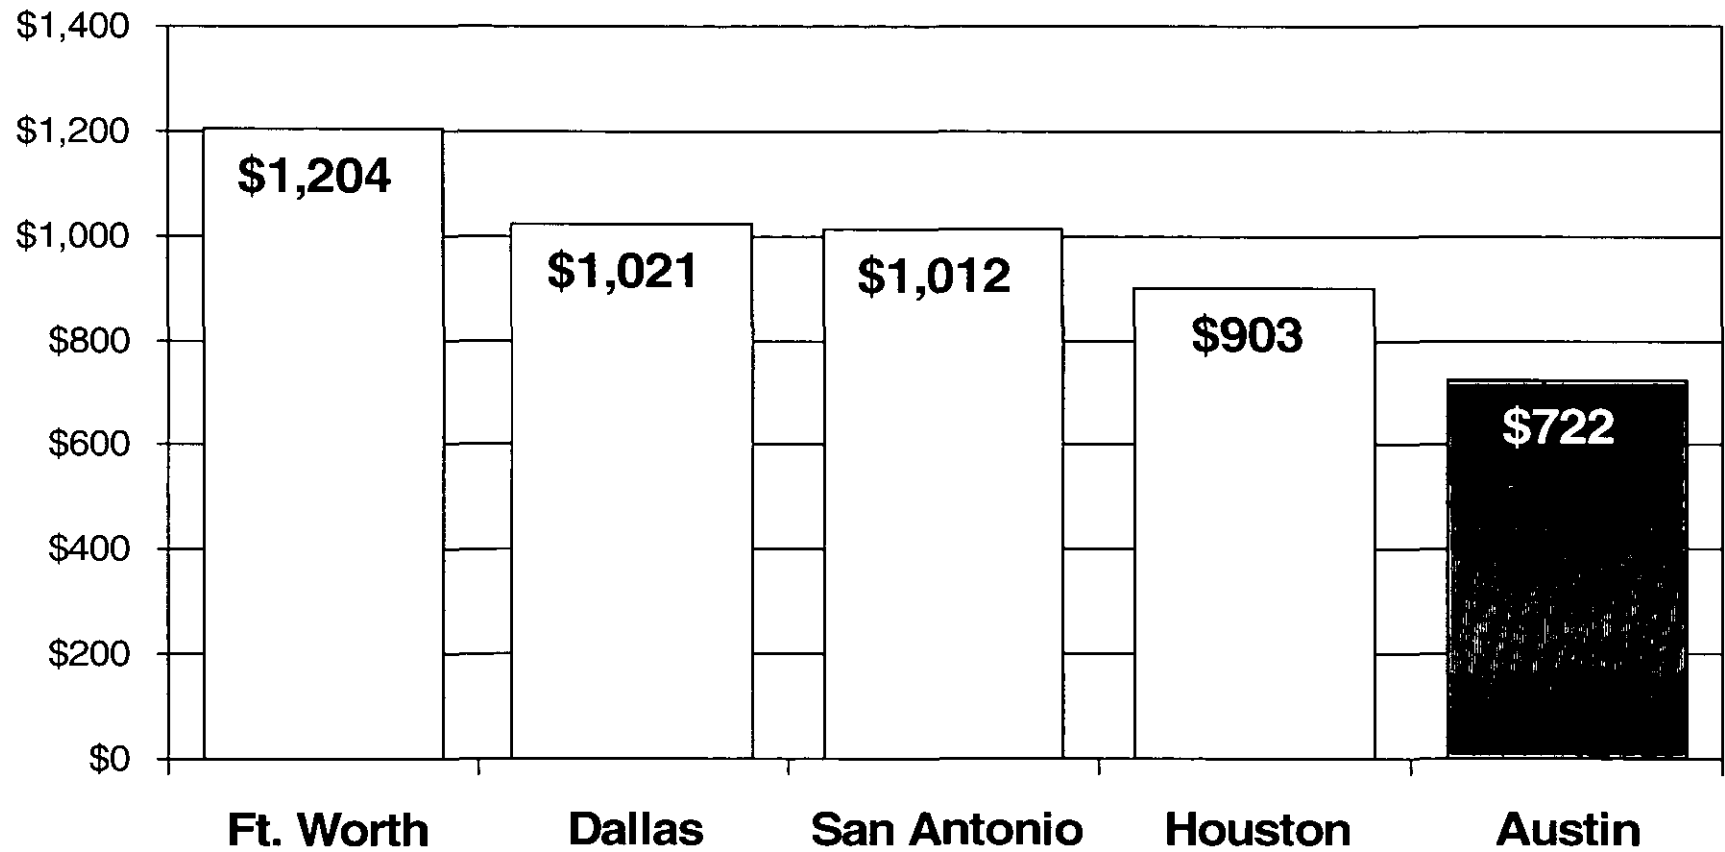 $1,400
$1,200
$1,000
$800
$600
$400
$200
$0
$1,204
$1,021
$1,012
$903
$722
Ft. Worth
Dallas
San Antonio
Houston
Austin